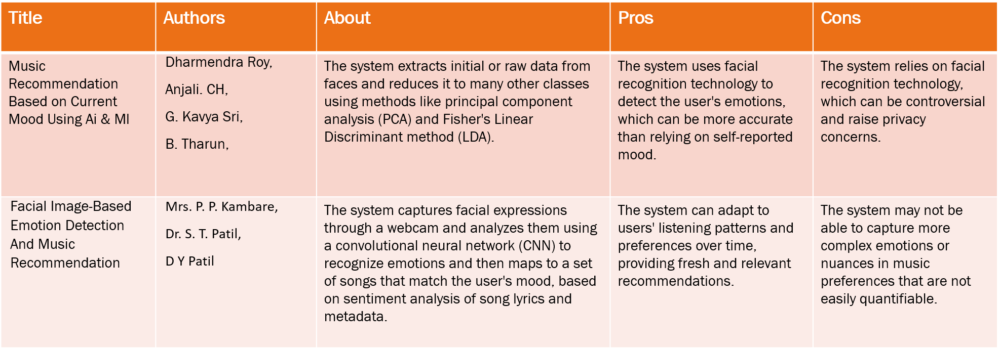 Title
Authors
About
Pros
Cons
Music
Recommendation
Based on Current
Mood Using Ai & Ml
Dharmendra Roy,
Anjali. CH,
G. Kavya Sri,
B. Tharun,
The system extracts initial or raw data from
faces and reduces it to many other classes
using methods like principal component
analysis (PCA) and Fisher's Linear
Discriminant method (LDA).
The system uses facial
recognition technology to
detect the user's emotions,
which can be more accurate
than relying on self-reported
mood.
The system relies on facial
recognition technology,
which can be controversial
and raise privacy
concerns.
Facial Image-Based
Emotion Detection
And Music
Recommendation
Mrs. P. P. Kambare,
Dr. S. T. Patil,
D Y Patil
The system captures facial expressions
through a webcam and analyzes them using
a convolutional neural network (CNN) to
recognize emotions and then maps to a set
of songs that match the user's mood, based
on sentiment analysis of song lyrics and
metadata.
The system can adapt to
users' listening patterns and
preferences over time,
providing fresh and relevant
recommendations.
The system may not be
able to capture more
complex emotions or
nuances in music
preferences that are not
easily quantifiable.